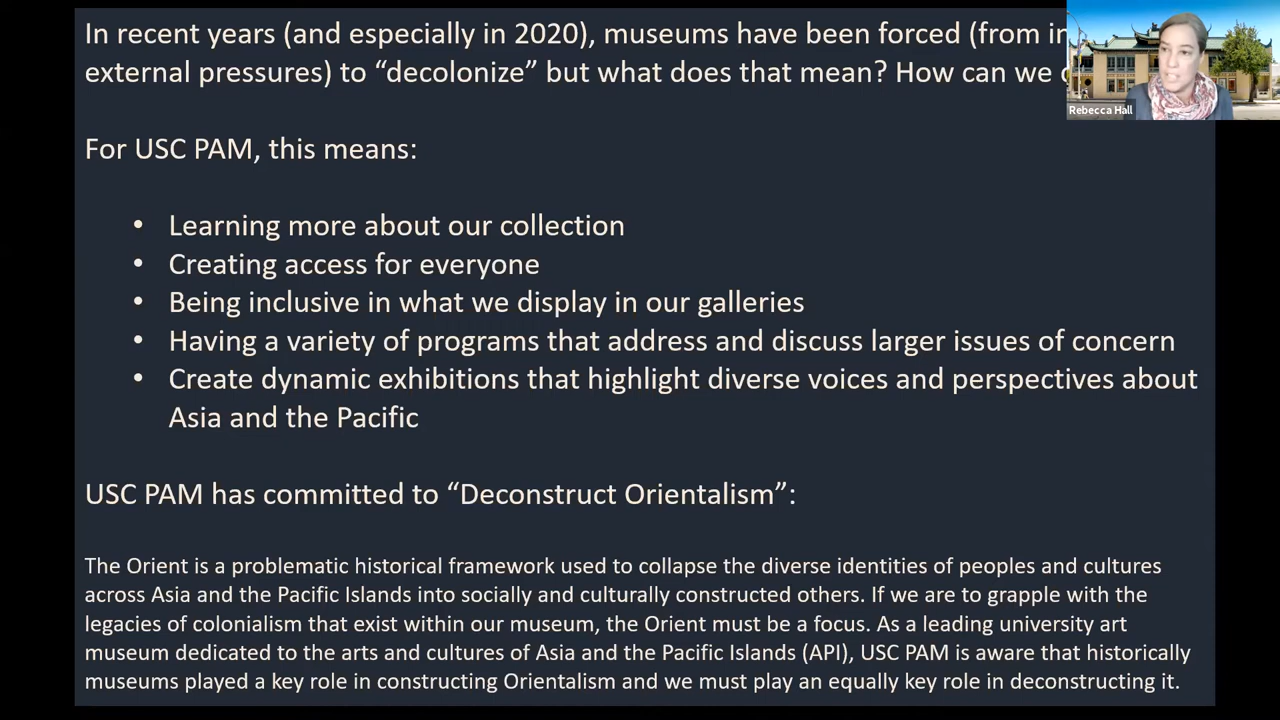 In recent years (and especially in 2020), museums have been forced (from
external pressures) to “decolonize” but what does that mean? How can we
Rebecca Hall
For USC PAM, this means:
• Learning more about our collection
• Creating access for everyone
• Being inclusive in what we display in our galleries
• Having a variety of programs that address and discuss larger issues of concern
• Create dynamic exhibitions that highlight diverse voices and perspectives about
Asia and the Pacific
USC PAM has committed to “Deconstruct Orientalism”:
The Orient is a problematic historical framework used to collapse the diverse identities of peoples and cultures
across Asia and the Pacific Islands into socially and culturally constructed others. If we are to grapple with the
legacies of colonialism that exist within our museum, the Orient must be a focus. As a leading university art
museum dedicated to the arts and cultures of Asia and the Pacific Islands (API), USC PAM is aware that historically
museums played a key role in constructing Orientalism and we must play an equally key role in deconstructing it.